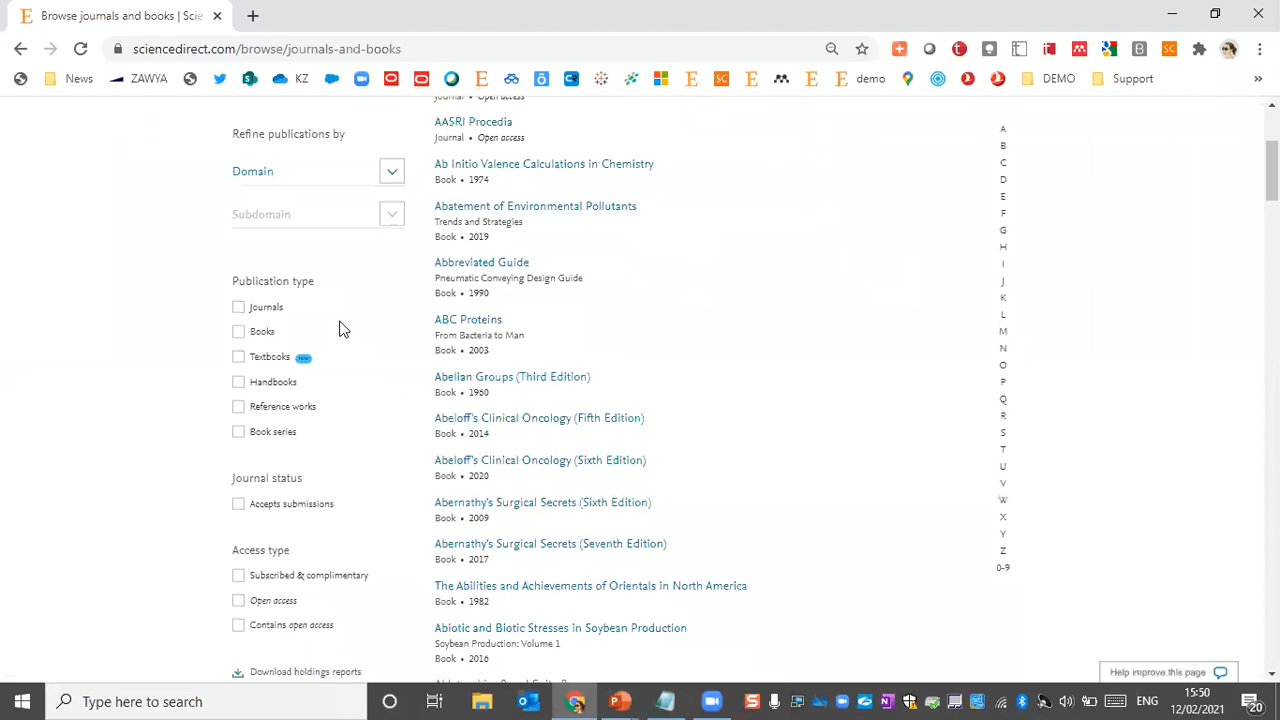 Browse journals and books | Scie
sciencedirect.com/browse/journals-and-books
News
ZAWYA
KZ
demo
DEMO
Support
Journal • Open access
Refine publications by
Domain
Subdomain
Publication type
Journals
Books
Textbooks new
Handbooks
Reference works
Book series
Journal status
Accepts submissions
Access type
Subscribed & complimentary
Open access
Contains open access
Download holdings reports
AASRI Procedia
Journal • Open access
Ab Initio Valence Calculations in Chemistry
Book • 1974
Abatement of Environmental Pollutants
Trends and Strategies
Book • 2019
Abbreviated Guide
Pneumatic Conveying Design Guide
Book • 1990
ABC Proteins
From Bacteria to Man
Book • 2003
Abelian Groups (Third Edition)
Book • 1960
Abeloff's Clinical Oncology (Fifth Edition)
Book • 2014
Abeloff's Clinical Oncology (Sixth Edition)
Book • 2020
Abernathy's Surgical Secrets (Sixth Edition)
Book • 2009
Abernathy's Surgical Secrets (Seventh Edition)
Book • 2017
The Abilities and Achievements of Orientals in North America
Book • 1982
Abiotic and Biotic Stresses in Soybean Production
Soybean Production: Volume 1
Book • 2016
A
B
C
D
E
F
G
H
I
J
K
L
M
N
O
P
Q
R
S
T
U
V
W
X
Y
Z
0-9
Help improve this page
Type here to search
ENG
15:50
12/02/2021
20